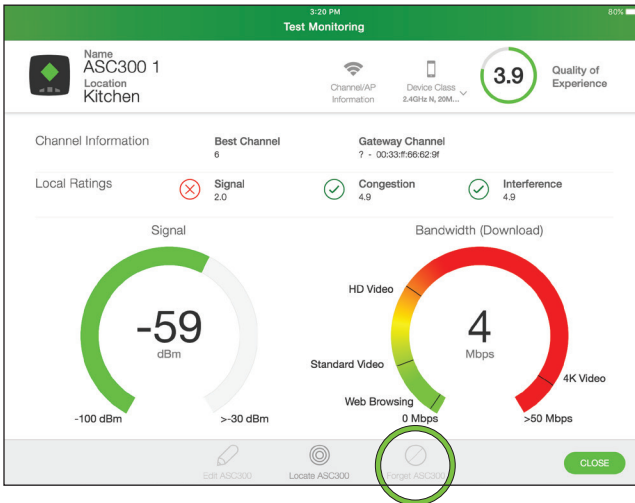 3:20 PM
80%
Test Monitoring
Name
ASC300 1
Location
Kitchen
Channel/AP
Information
Device Class
2.4GHz N, 20M...
3.9
Quality of
Experience
Channel Information
Best Channel
6
Gateway Channel
? - 00:33:ff:66:62:9f
Local Ratings
Signal
2.0
Congestion
4.9
Interference
4.9
Signal
-59
dBm
-100 dBm
>-30 dBm
Bandwidth (Download)
HD Video
4
Mbps
Standard Video
4K Video
Web Browsing
0 Mbps
>50 Mbps
Edit ASC300
Locate ASC300
Forget ASC300
CLOSE